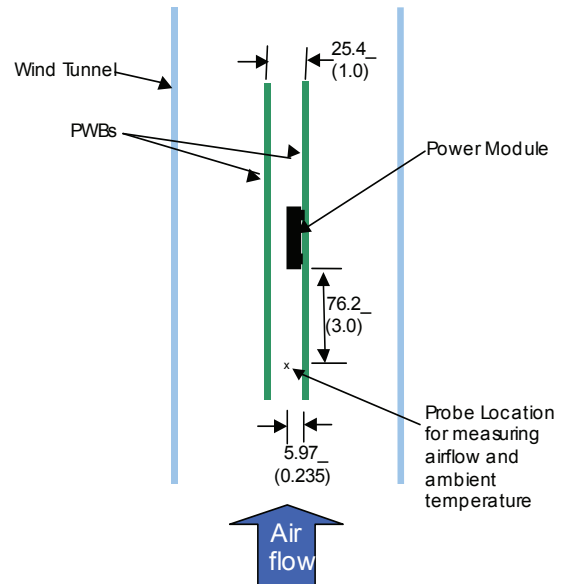 25.4_
(1.0)
Wind Tunnel
PWBs
Power Module
76.2_
(3.0)
x
Probe Location
for measuring
airflow and
ambient
temperature
5.97_
(0.235)
Air
flow